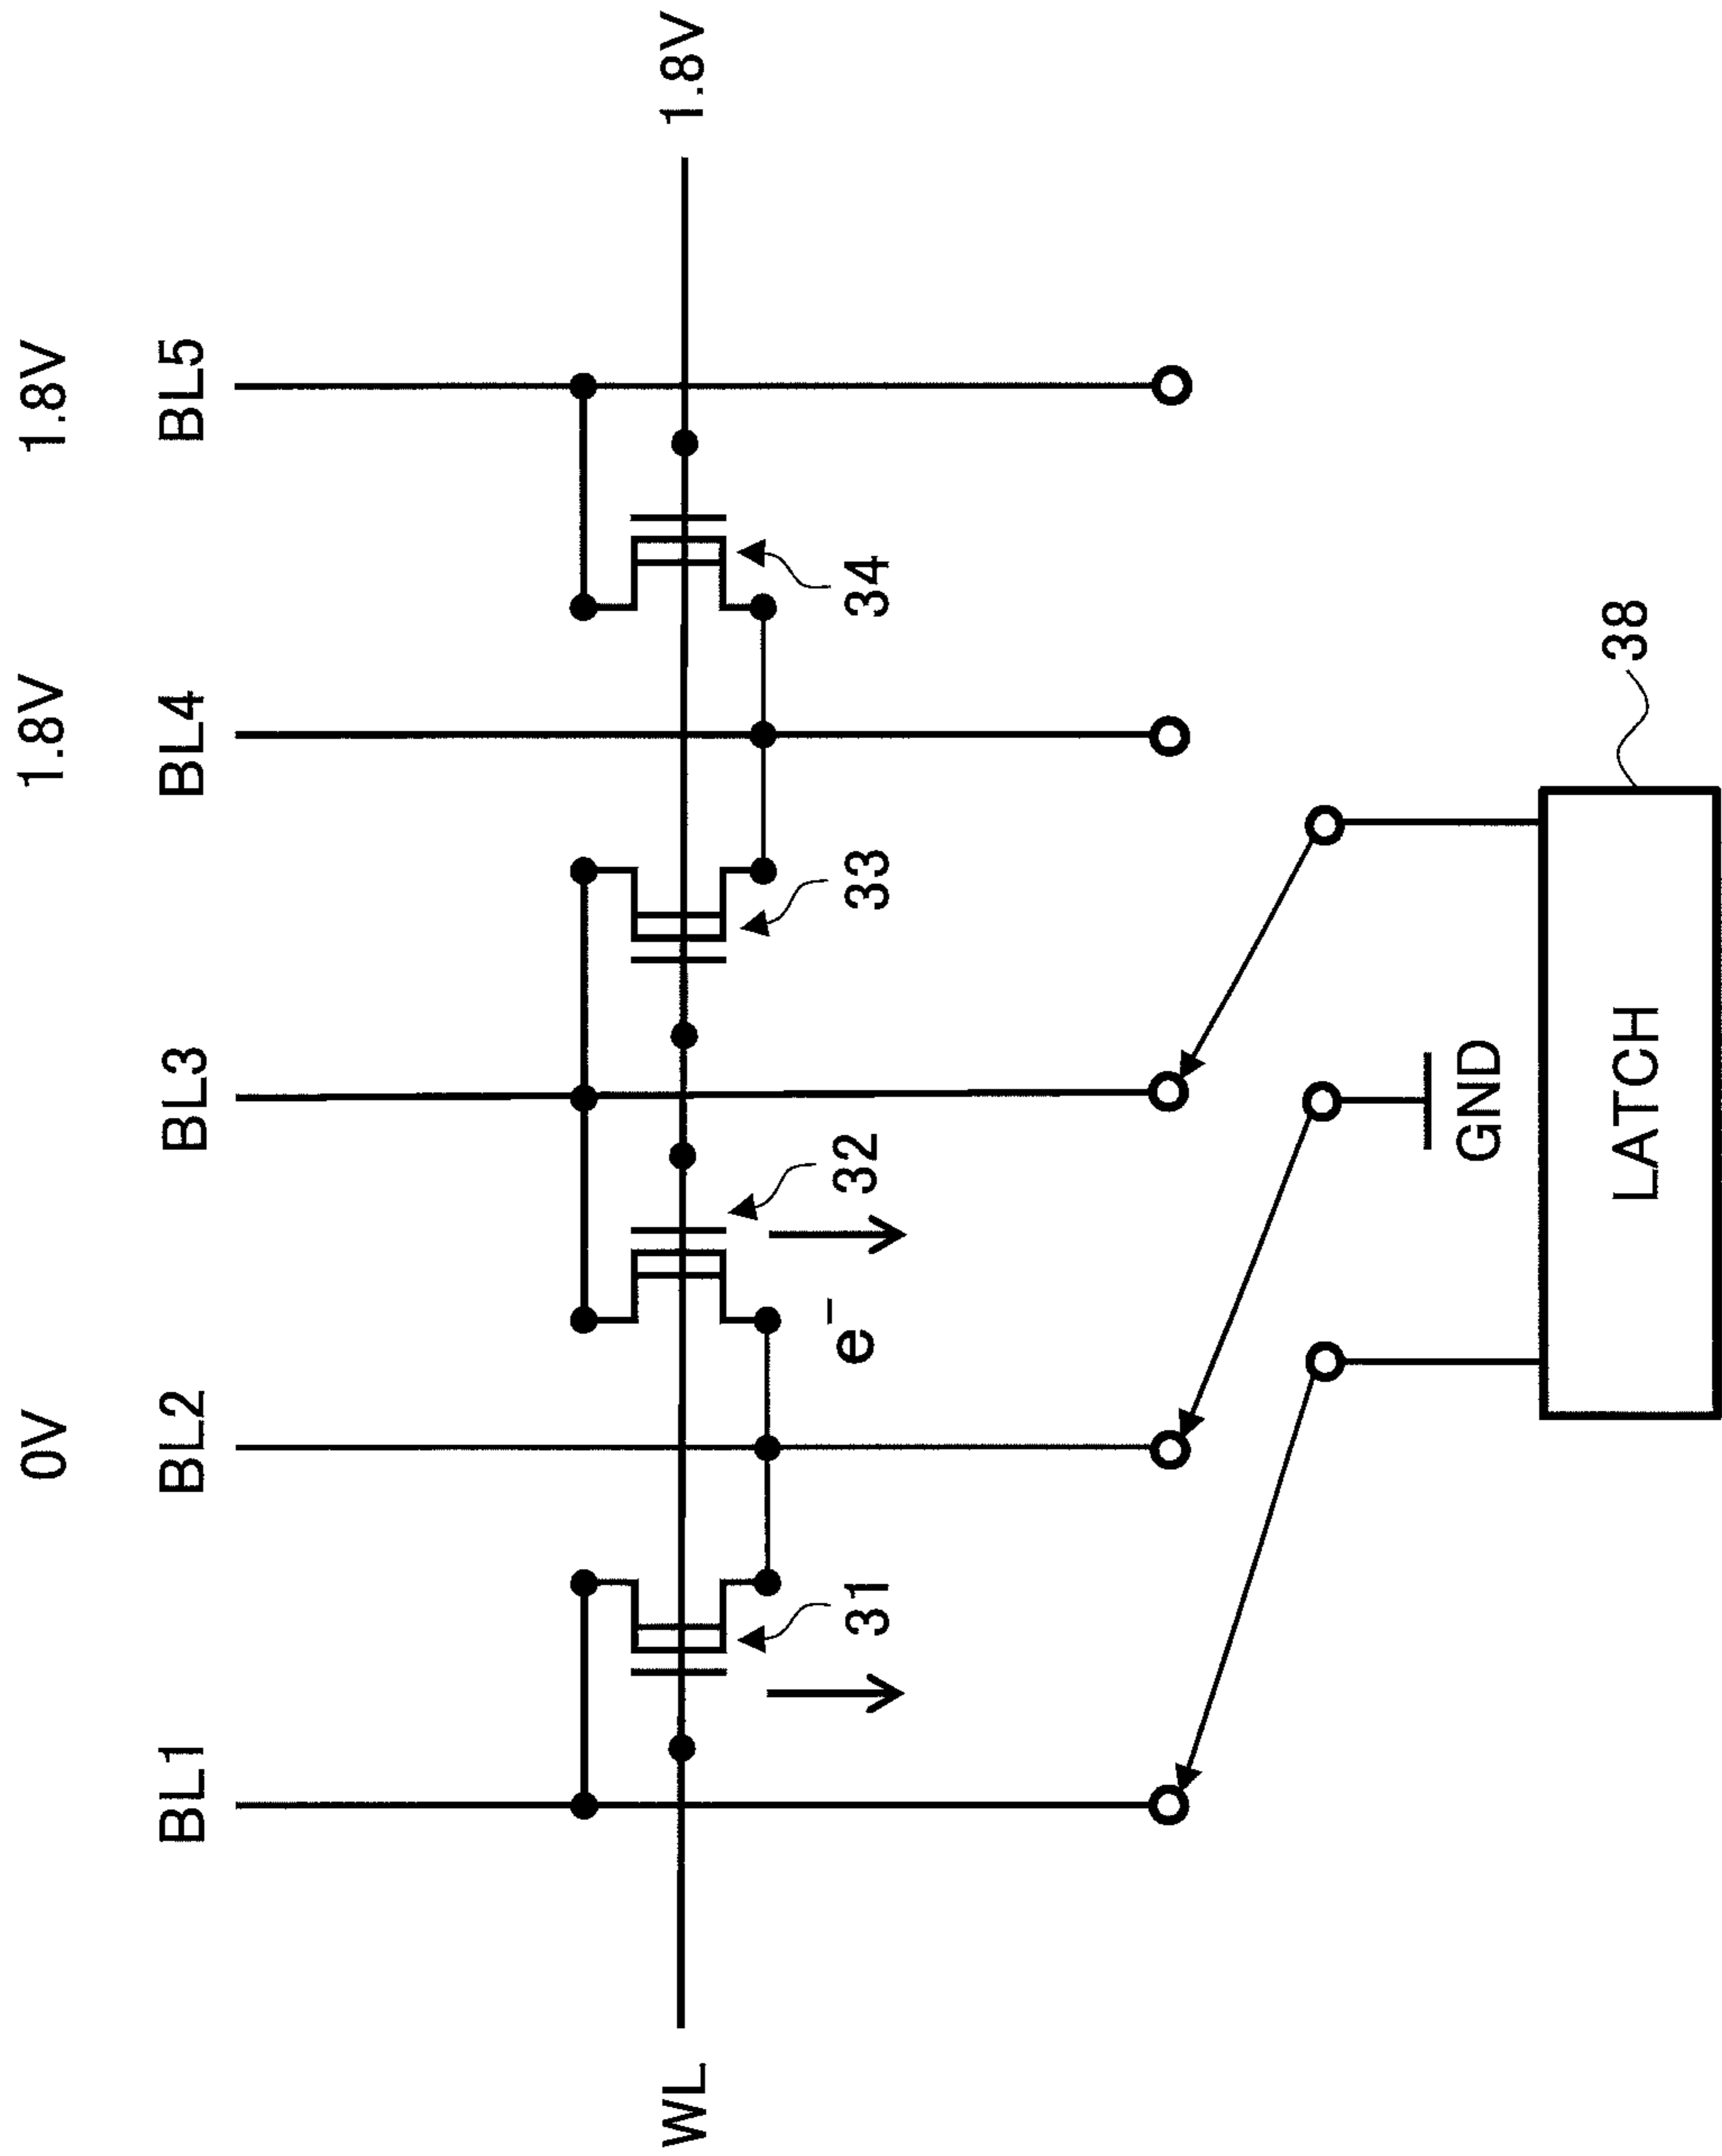 0V 1.8V 1.8V
BL1 BL2 BL3 BL4 BL5
WL 1.8V
31 e⁻ 32 33 34
GND
LATCH 38